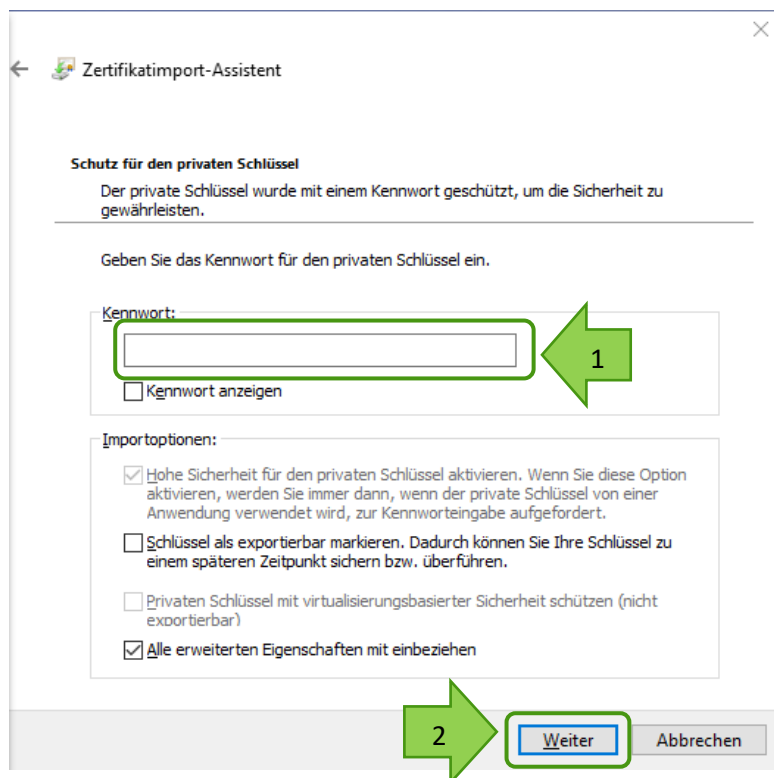 Zertifikatimport-Assistent
Schutz für den privaten Schlüssel
Der private Schlüssel wurde mit einem Kennwort geschützt, um die Sicherheit zu
gewährleisten.
Geben Sie das Kennwort für den privaten Schlüssel ein.
Kennwort:
1
Kennwort anzeigen
Importoptionen:
Hohe Sicherheit für den privaten Schlüssel aktivieren. Wenn Sie diese Option
aktivieren, werden Sie immer dann, wenn der private Schlüssel von einer
Anwendung verwendet wird, zur Kennworteingabe aufgefordert.
Schlüssel als exportierbar markieren. Dadurch können Sie Ihre Schlüssel zu
einem späteren Zeitpunkt sichern bzw. überführen.
Privaten Schlüssel mit virtualisierungsbasierter Sicherheit schützen (nicht
exportierbar)
Alle erweiterten Eigenschaften mit einbeziehen
2
Weiter
Abbrechen